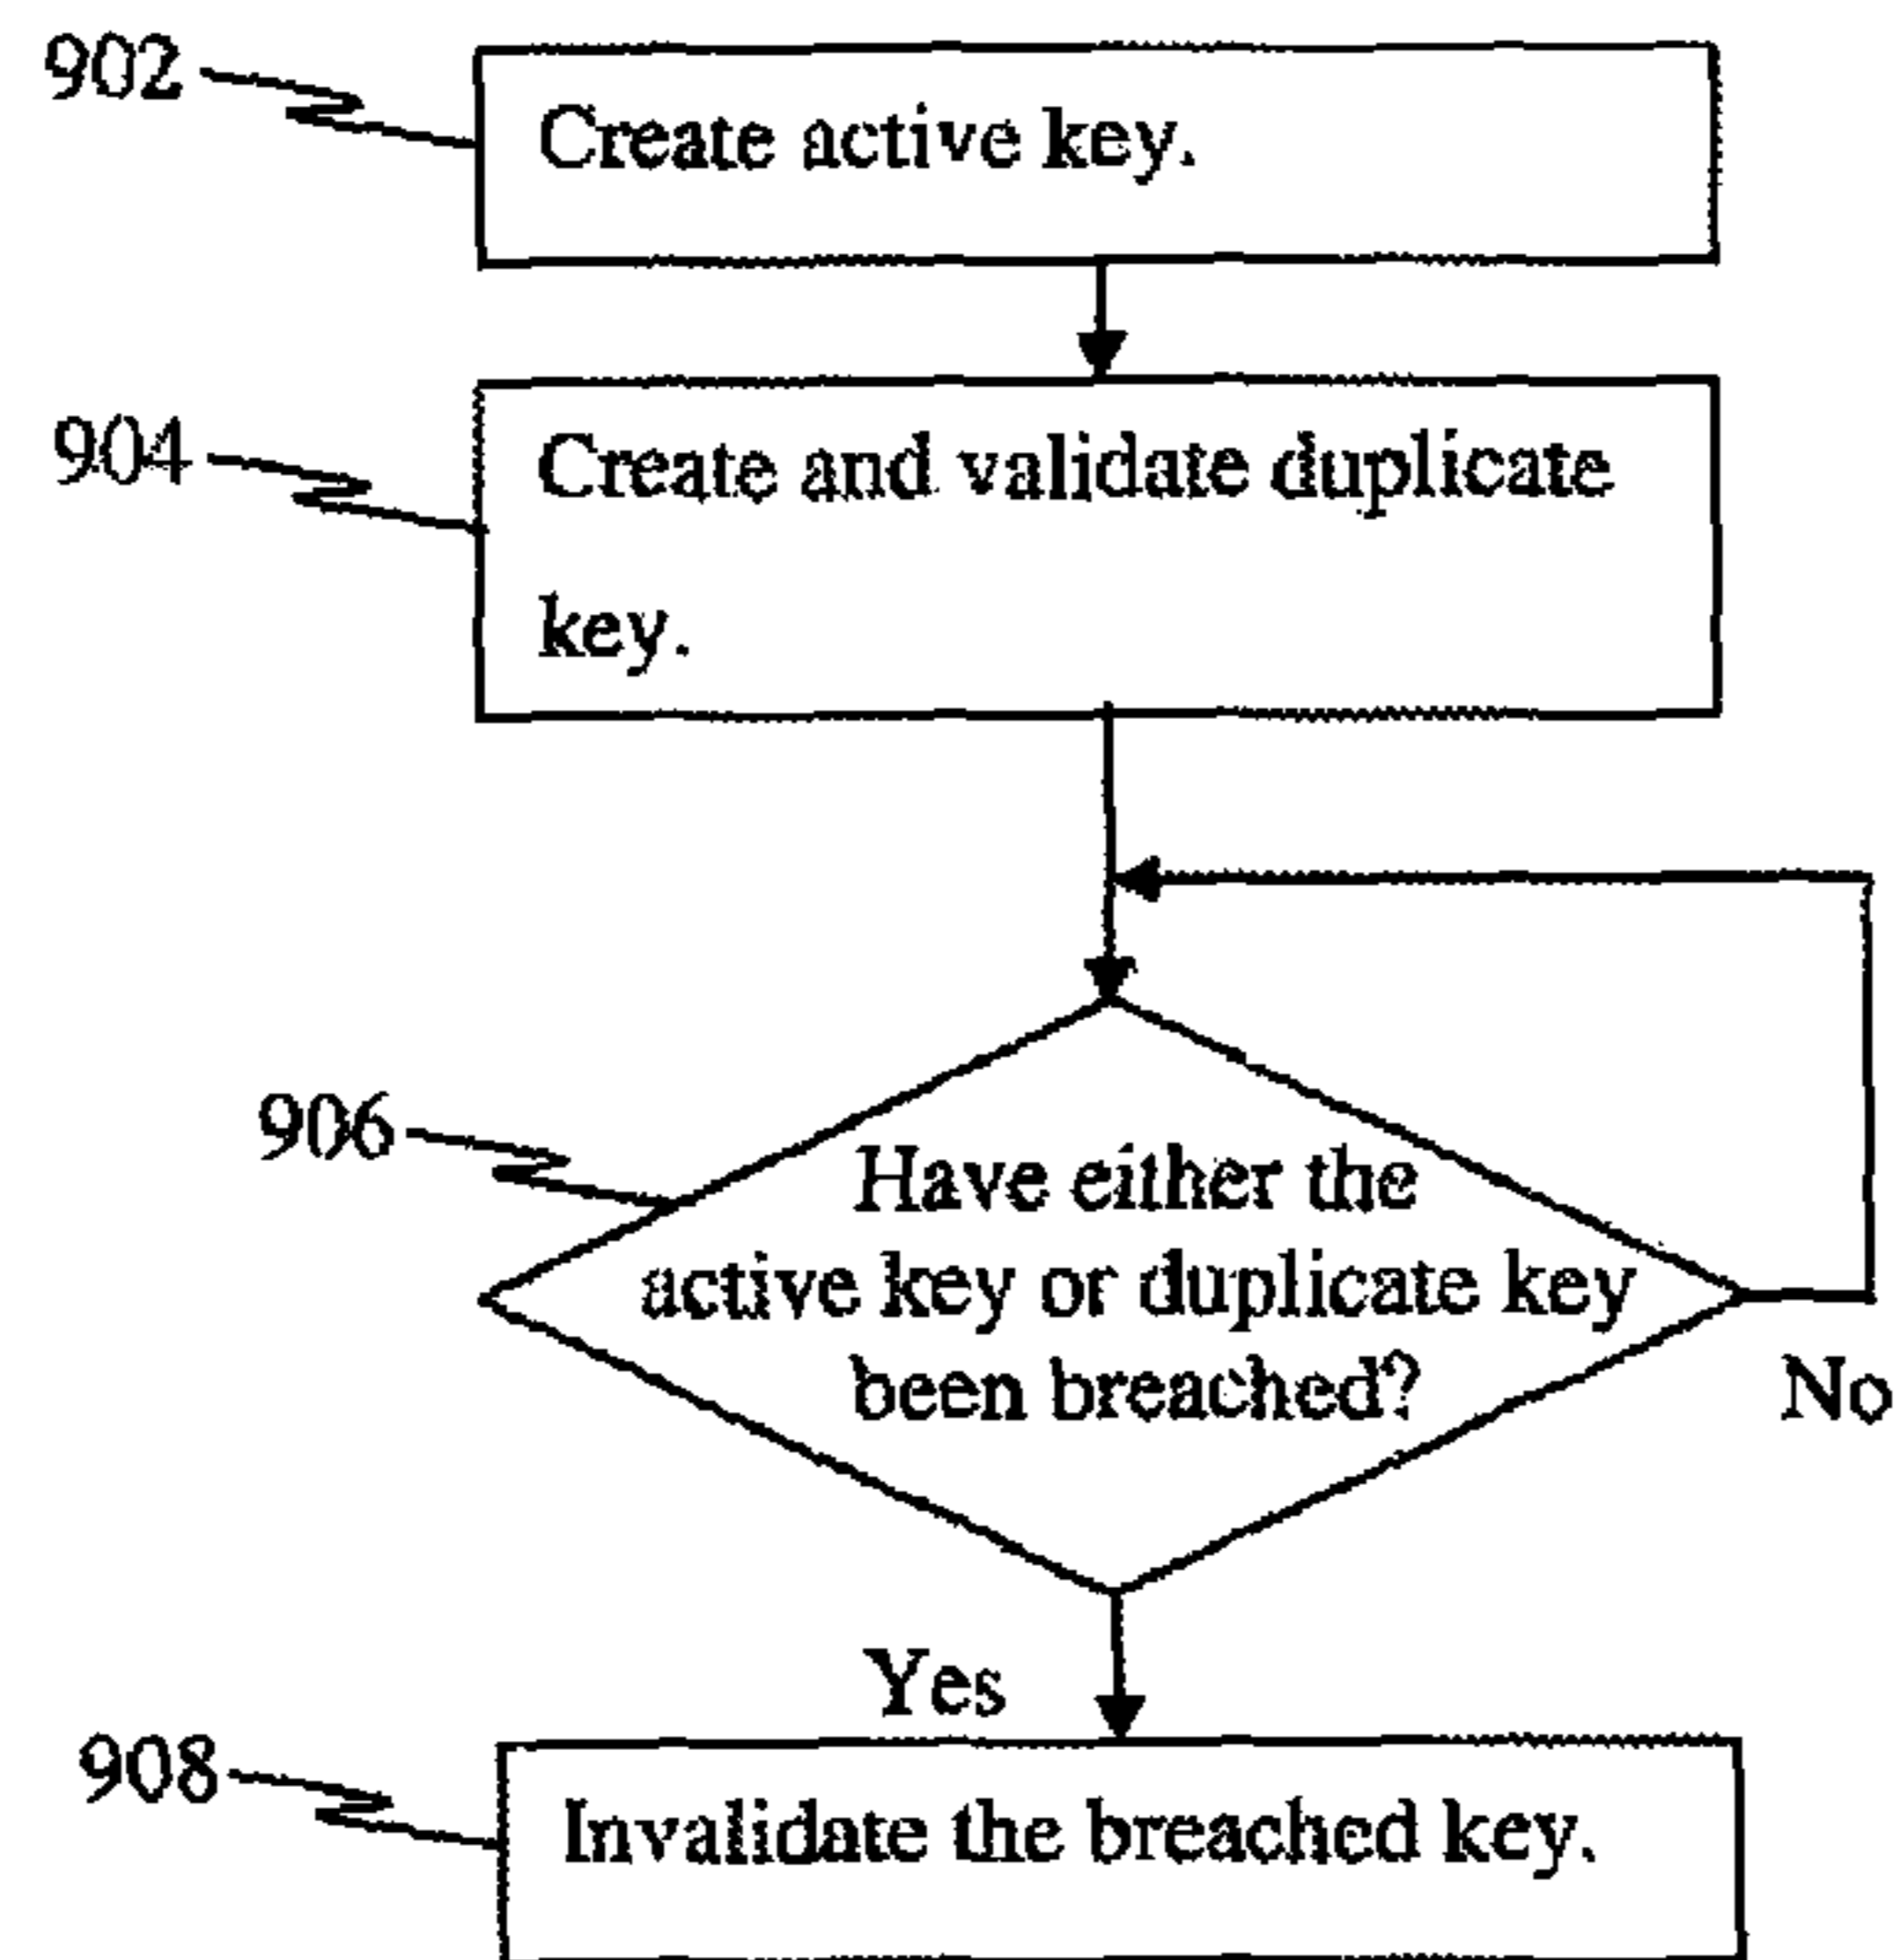 902
Create active key.
904
Create and validate duplicate
key.
906
Have either the
active key or duplicate key
been breached?
No
Yes
908
Invalidate the breached key.